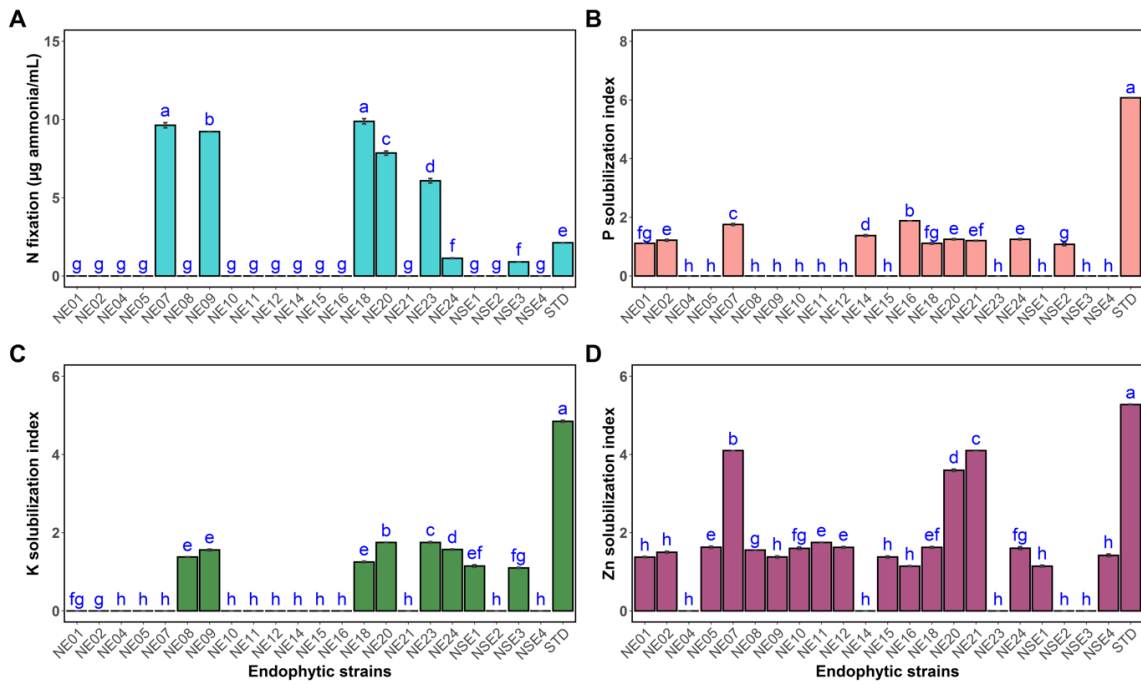 A
N fixation (µg ammonia/mL)
15
10
5
0
g g g g a g b g g g g g g a c g d f g g f g e
NE01 NE02 NE04 NE05 NE07 NE08 NE09 NE10 NE11 NE12 NE14 NE15 NE16 NE18 NE20 NE21 NE23 NE24 NSE1 NSE2 NSE3 NSE4 STD
B
P solubilization index
8
6
4
2
0
fg e h h c h h h h d h b fg e ef h e h g h h a
NE01 NE02 NE04 NE05 NE07 NE08 NE09 NE10 NE11 NE12 NE14 NE15 NE16 NE18 NE20 NE21 NE23 NE24 NSE1 NSE2 NSE3 NSE4 STD
C
K solubilization index
6
4
2
0
fg g h h h e e h h h h h h e b h c d ef h fg h a
NE01 NE02 NE04 NE05 NE07 NE08 NE09 NE10 NE11 NE12 NE14 NE15 NE16 NE18 NE20 NE21 NE23 NE24 NSE1 NSE2 NSE3 NSE4 STD
Endophytic strains
D
Zn solubilization index
6
4
2
0
h h h e b g h fg e e h h h ef d c h fg h h h h a
NE01 NE02 NE04 NE05 NE07 NE08 NE09 NE10 NE11 NE12 NE14 NE15 NE16 NE18 NE20 NE21 NE23 NE24 NSE1 NSE2 NSE3 NSE4 STD
Endophytic strains